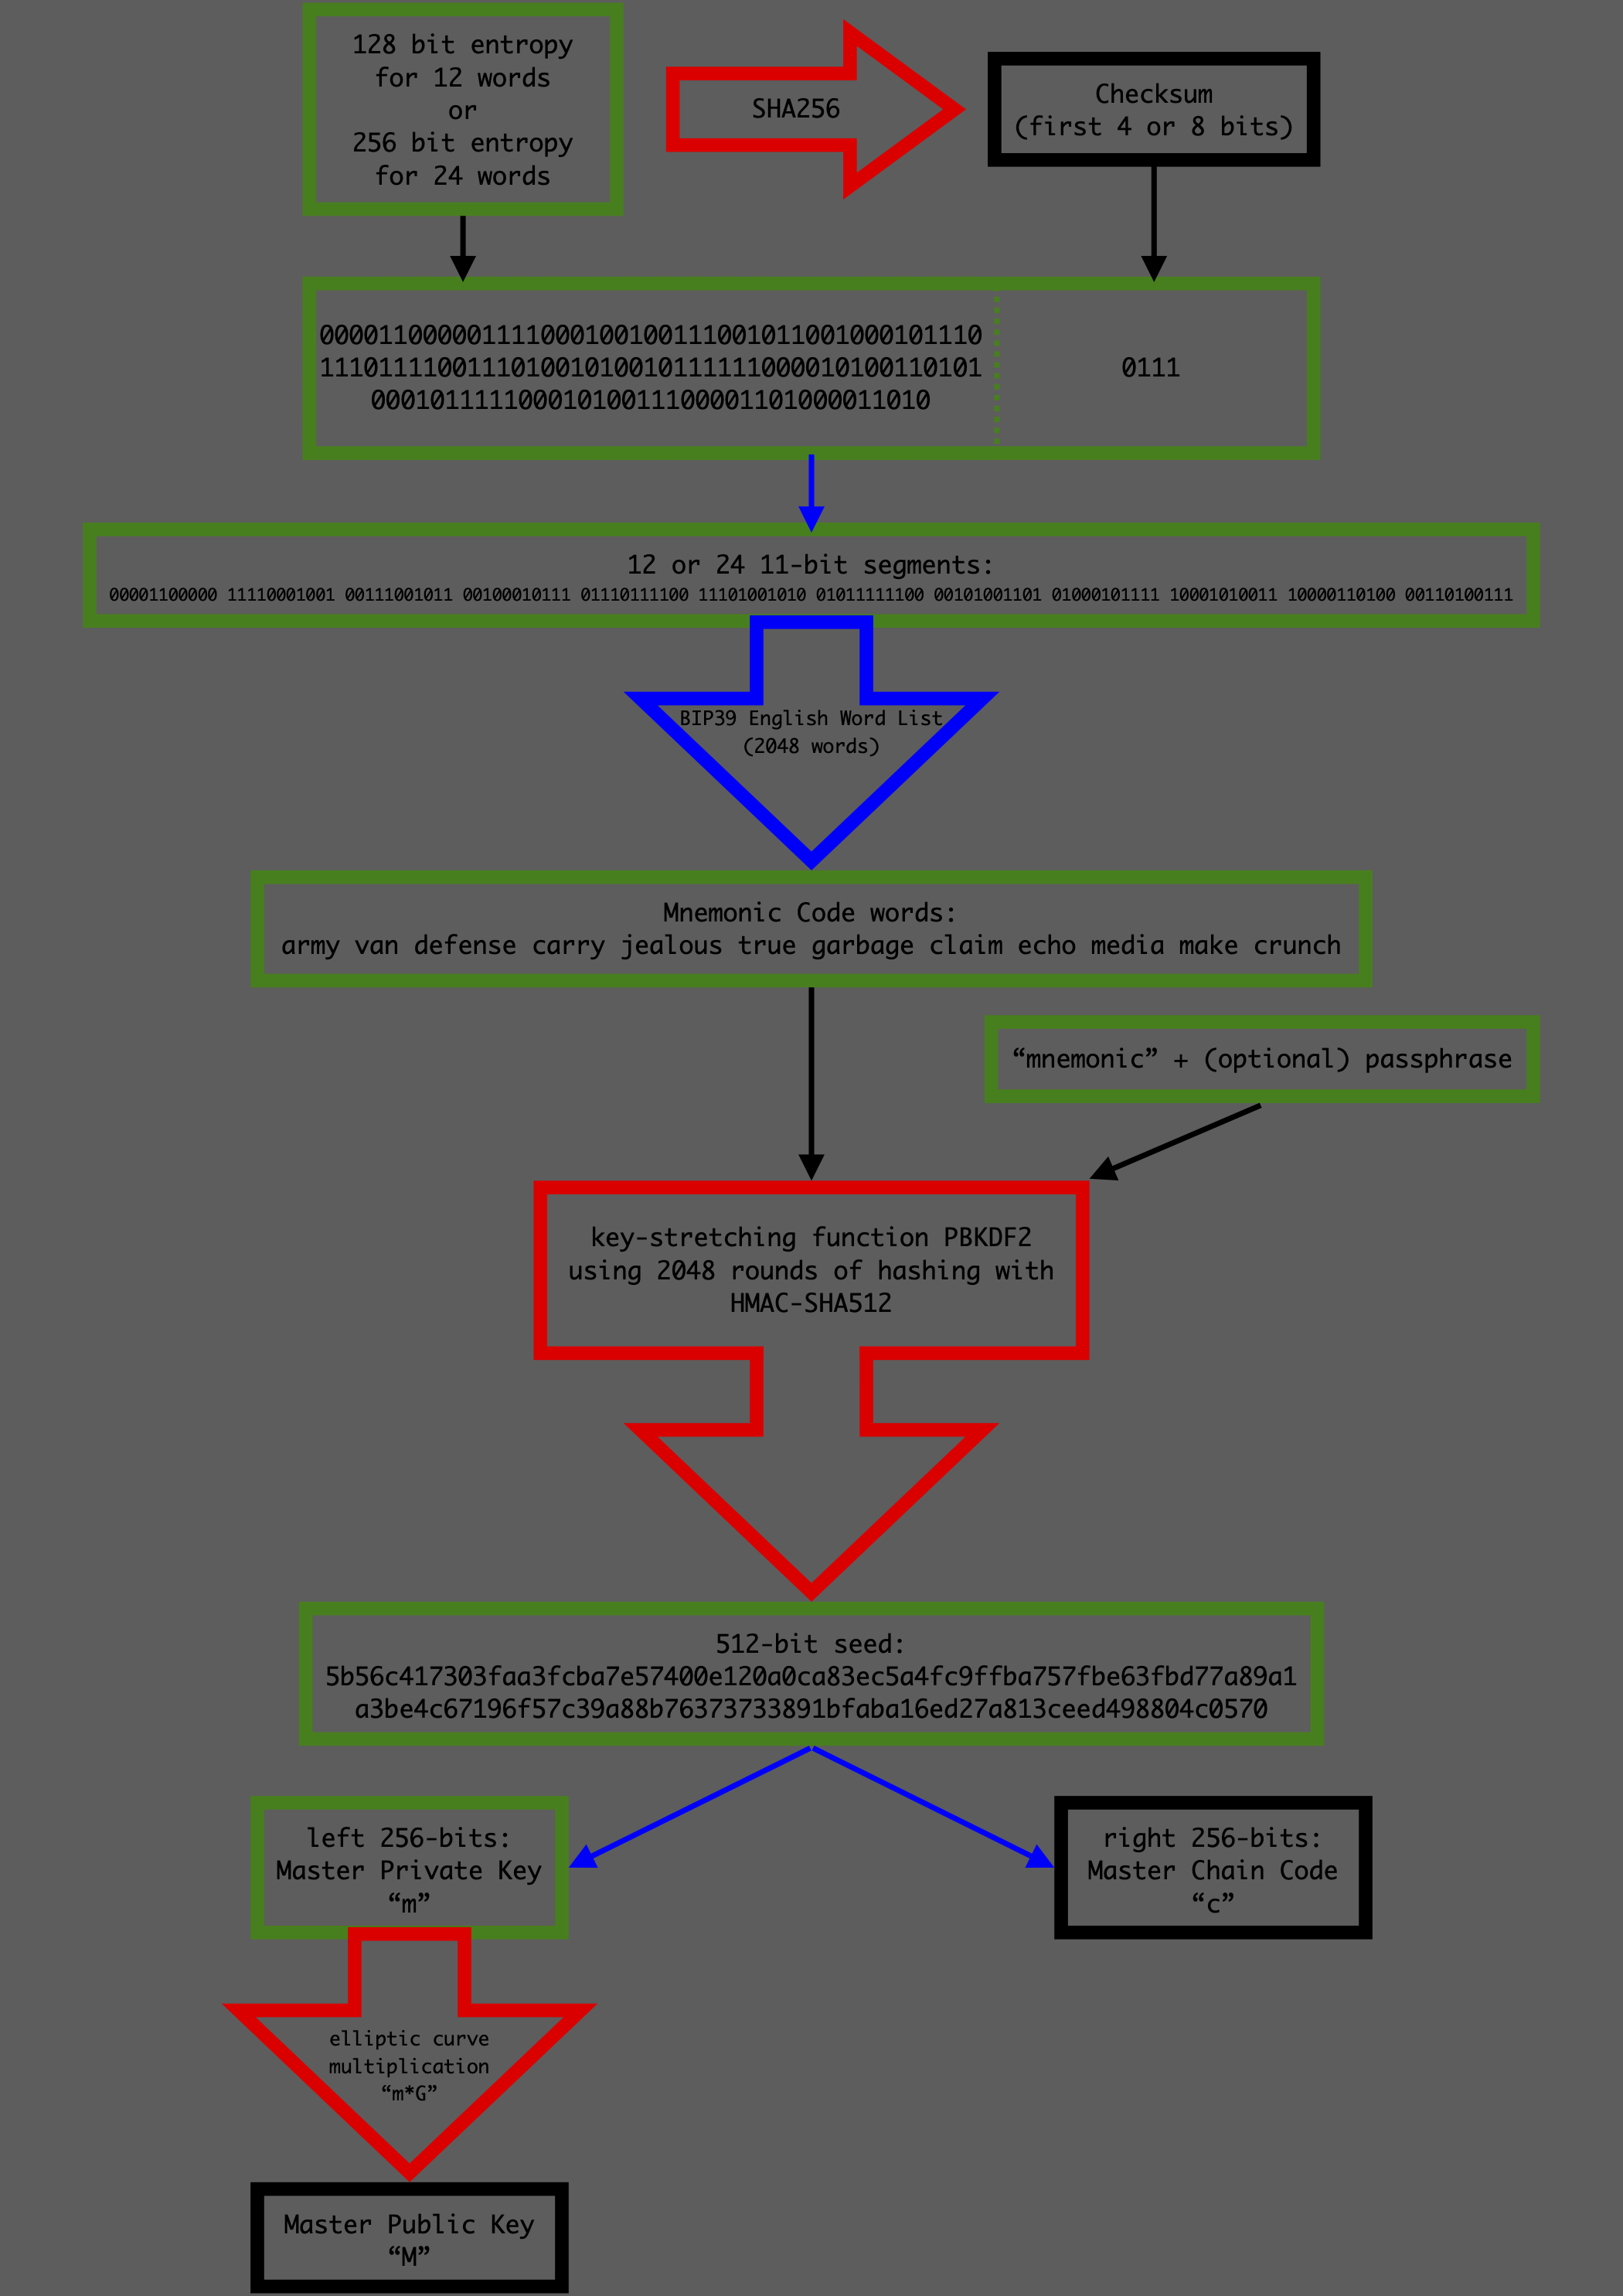 128 bit entropy
for 12 words
or
256 bit entropy
for 24 words
SHA256
Checksum
(first 4 or 8 bits)
000011000001111000100100111001011001000101110
111011110011101001010010111111100001010011010​1
00010111110001010011100001101000011010
0111
12 or 24 11-bit segments:
00001100000 11110001001 00111001011 00100010111 01110111100 11101001010 01011111100 00101001101 01000101111 10001010011 10000110100 00110100111
BIP39 English Word List
(2048 words)
Mnemonic Code words:
army van defense carry jealous true garbage claim echo media make crunch
“mnemonic” + (optional) passphrase
key-stretching function PBKDF2
using 2048 rounds of hashing with
HMAC-SHA512
512-bit seed:
5b56c417303faa3fcba7e57400e120a0ca83ec5a4fc9ffba757fbe63fbd77a89a1
a3be4c67196f57c39a88b76373733891bfaba16ed27a813ceed498804c0570
left 256-bits:
Master Private Key
“m”
right 256-bits:
Master Chain Code
“c”
elliptic curve
multiplication
“m*G”
Master Public Key
“M”